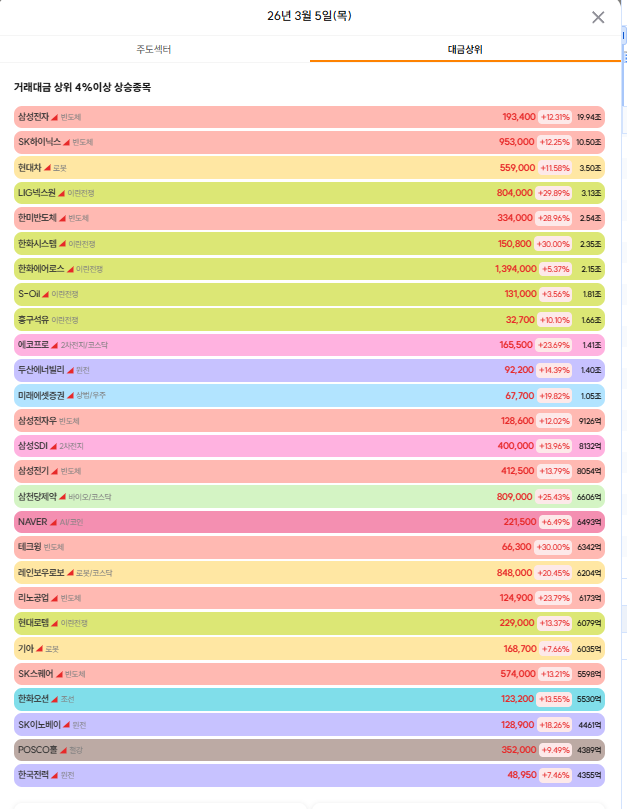 26년 3월 5일(목)
주도섹터 대금상위
거래대금 상위 4%이상 상승종목
삼성전자 반도체 193,400 +12.31% 19.94조
SK하이닉스 반도체 953,000 +12.25% 10.50조
현대차 로봇 559,000 +11.58% 3.50조
LIG넥스원 이란전쟁 804,000 +29.89% 3.13조
한미반도체 반도체 334,000 +28.96% 2.54조
한화시스템 이란전쟁 150,800 +30.00% 2.35조
한화에어로스 이란전쟁 1,394,000 +5.37% 2.15조
S-Oil 이란전쟁 131,000 +3.56% 1.81조
흥구석유 이란전쟁 32,700 +10.10% 1.66조
에코프로 2사전지/코스닥 165,500 +23.69% 1.41조
두산에너빌리 원전 92,200 +14.39% 1.40조
미래에셋증권 상법/우주 67,700 +19.82% 1.05조
삼성전자우 반도체 128,600 +12.02% 9126억
삼성SDI 2사전지 400,000 +13.96% 8132억
삼성전기 반도체 412,500 +13.79% 8054억
삼천당제약 바이오/코스닥 809,000 +25.43% 6606억
NAVER AI/코인 221,500 +6.49% 6493억
테크윙 반도체 66,300 +30.00% 6342억
레인보우로보 로봇/코스닥 848,000 +20.45% 6204억
리노공업 반도체 124,900 +23.79% 6173억
현대로템 이란전쟁 229,000 +13.37% 6079억
기아 로봇 168,700 +7.66% 6035억
SK스퀘어 반도체 574,000 +13.21% 5598억
한화오션 조선 123,200 +13.55% 5530억
SK이노베이 원전 128,900 +18.26% 4461억
POSCO홀 철강 352,000 +9.49% 4389억
한국전력 원전 48,950 +7.46% 4355억